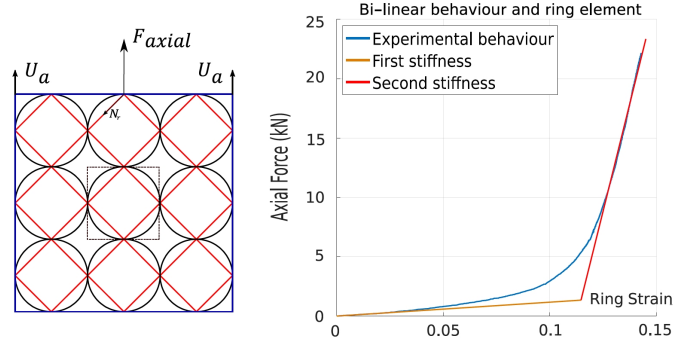 F_axial
U_a
U_a
N_r
Bi-linear behaviour and ring element
Experimental behaviour
First stiffness
Second stiffness
Axial Force (kN)
25
20
15
10
5
0
Ring Strain
0
0.05
0.1
0.15